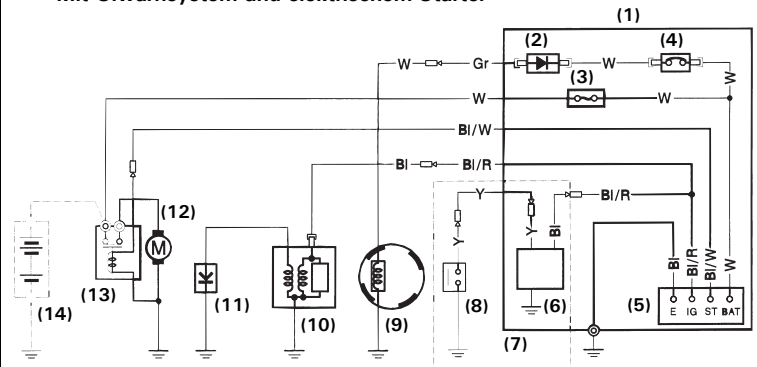 mit Ölwarnsystem und elektrischem Starter
(1)
(2)
(4)
W
Gr
W
(3)
W
W
W
Bl/W
Bl
Bl/R
Y
Bl/R
(12)
M
(13)
(14)
(11)
(10)
(9)
Y
(8)
Y
Bl
(6)
(7)
Bl
Bl/R
Bl/W
W
(5)
E IG ST BAT